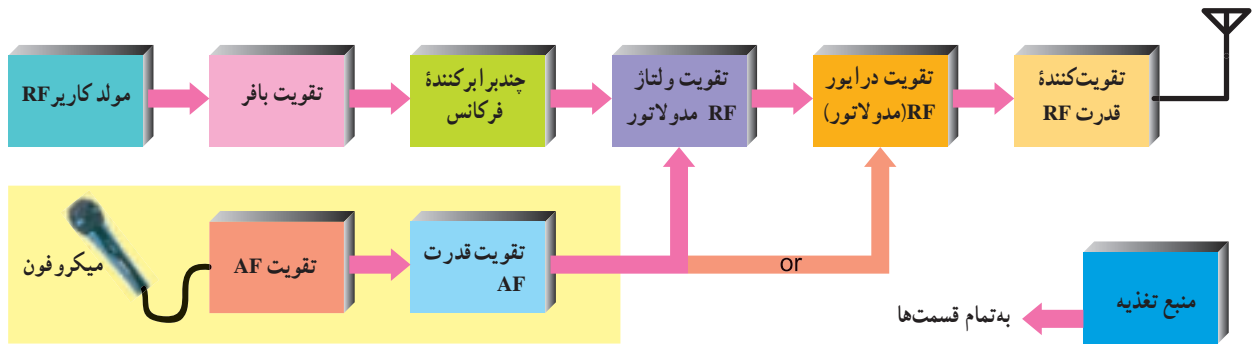 مولد کاریر RF
تقویت بافر
چندبرابرکنندهٔ
فرکانس
تقویت ولتاژ
RF مدولاتور
تقویت درایور
RF(مدولاتور)
تقویت‌کنندهٔ
قدرت RF
میکروفون
تقویت AF
تقویت قدرت
AF
or
منبع تغذیه
به‌تمام قسمت‌ها